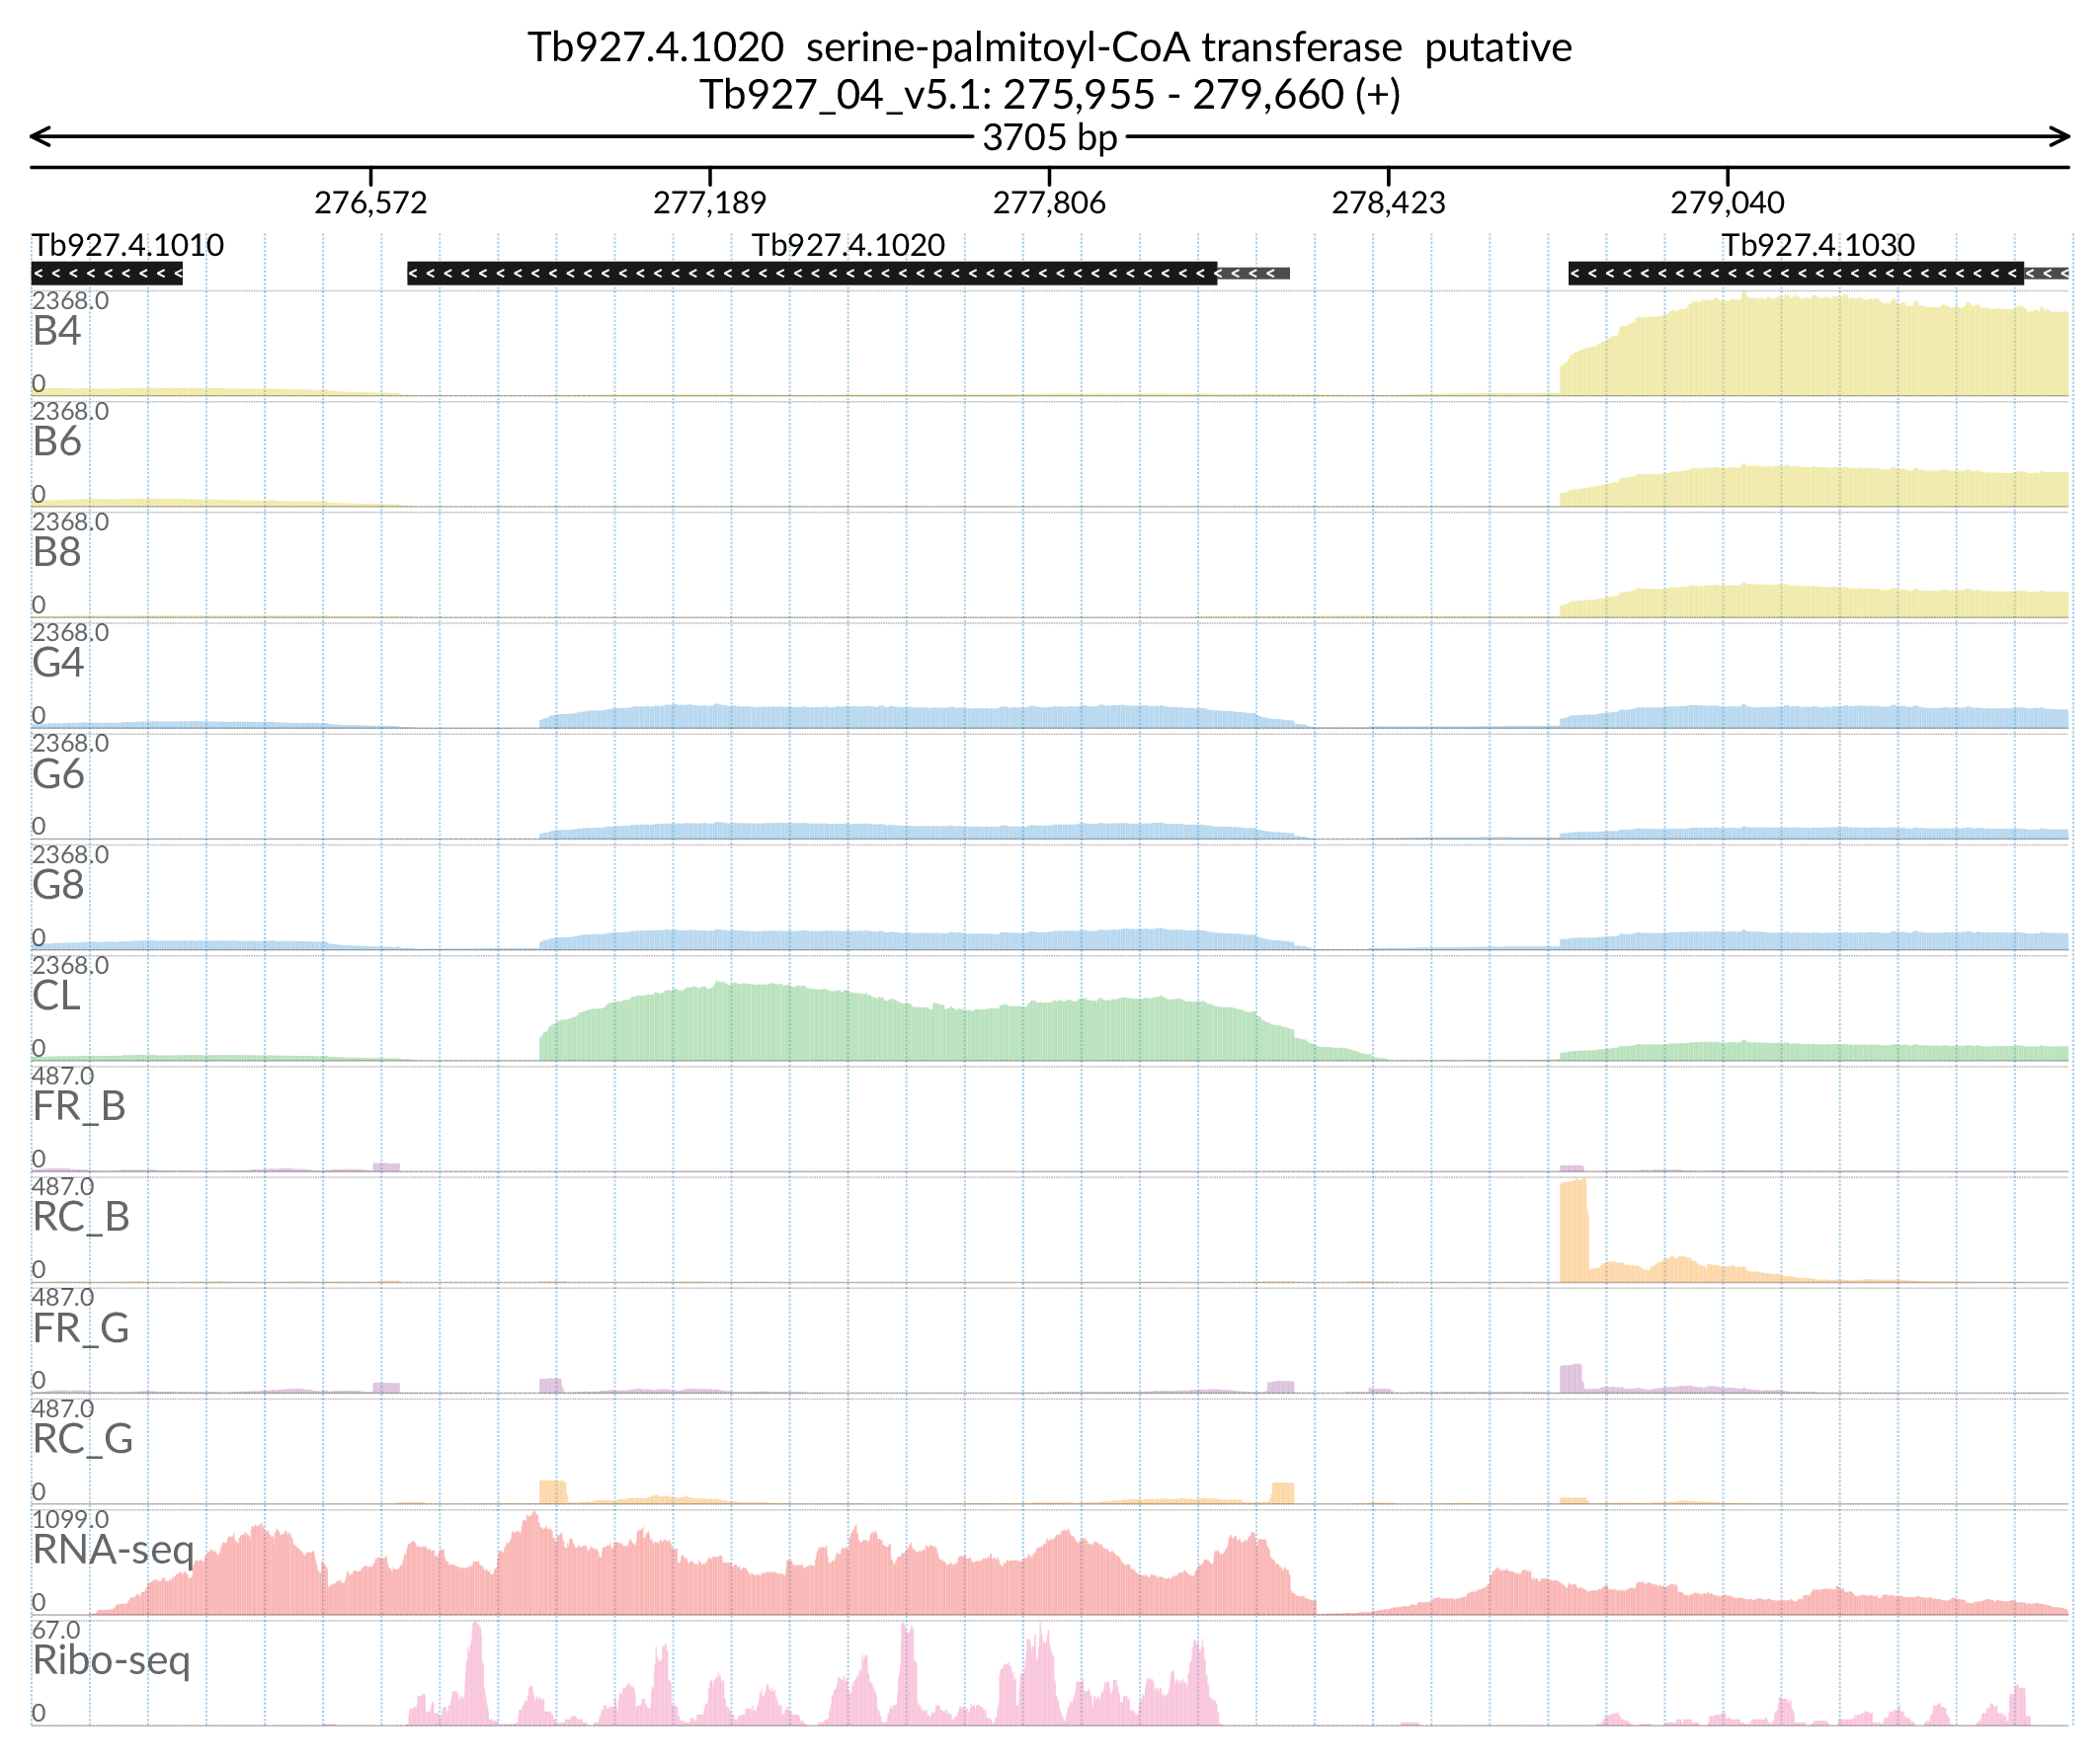 Tb927.4.1020  serine-palmitoyl-CoA transferase  putative
Tb927_04_v5.1: 275,955 - 279,660 (+)
3705 bp
276,572 277,189 277,806 278,423 279,040
Tb927.4.1010 Tb927.4.1020 Tb927.4.1030
2368.0
B4
0
2368.0
B6
0
2368.0
B8
0
2368.0
G4
0
2368.0
G6
0
2368.0
G8
0
2368.0
CL
0
487.0
FR_B
0
487.0
RC_B
0
487.0
FR_G
0
487.0
RC_G
0
1099.0
RNA-seq
0
67.0
Ribo-seq
0